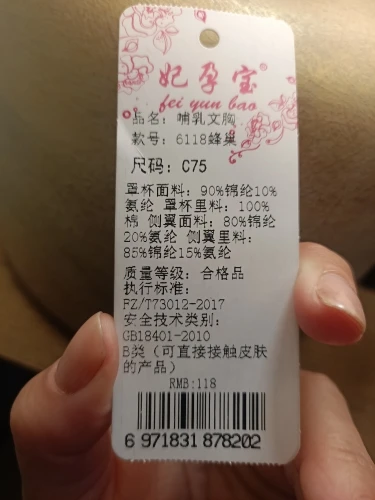 妃孕宝
fei yun bao
品名：哺乳文胸
款号：6118蜂巢
尺码：C75
罩杯面料：90%锦纶10%
氨纶 罩杯里料：100%
棉 侧翼面料：80%锦纶
20%氨纶 侧翼里料：
85%锦纶15%氨纶
质量等级：合格品
执行标准：
FZ/T73012-2017
安全技术类别：
GB18401-2010
B类（可直接接触皮肤
的产品）
RMB:118
6 971831 878202